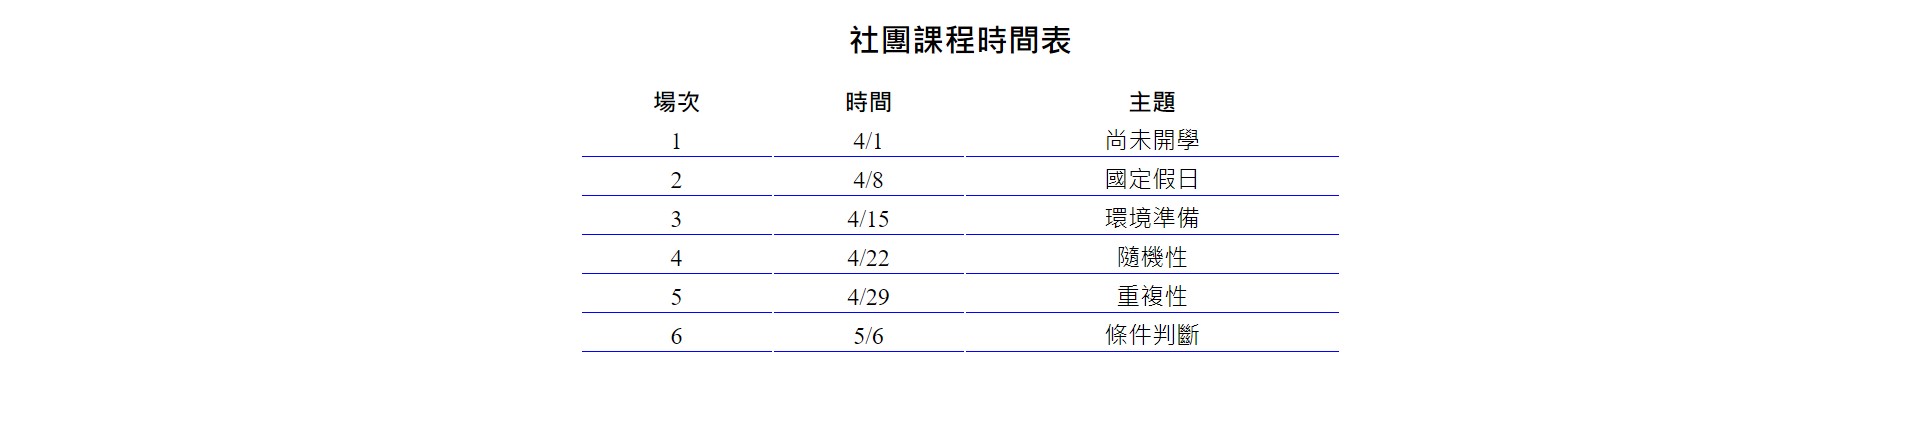 社團課程時間表
場次 時間 主題
1 4/1 尚未開學
2 4/8 國定假日
3 4/15 環境準備
4 4/22 隨機性
5 4/29 重複性
6 5/6 條件判斷